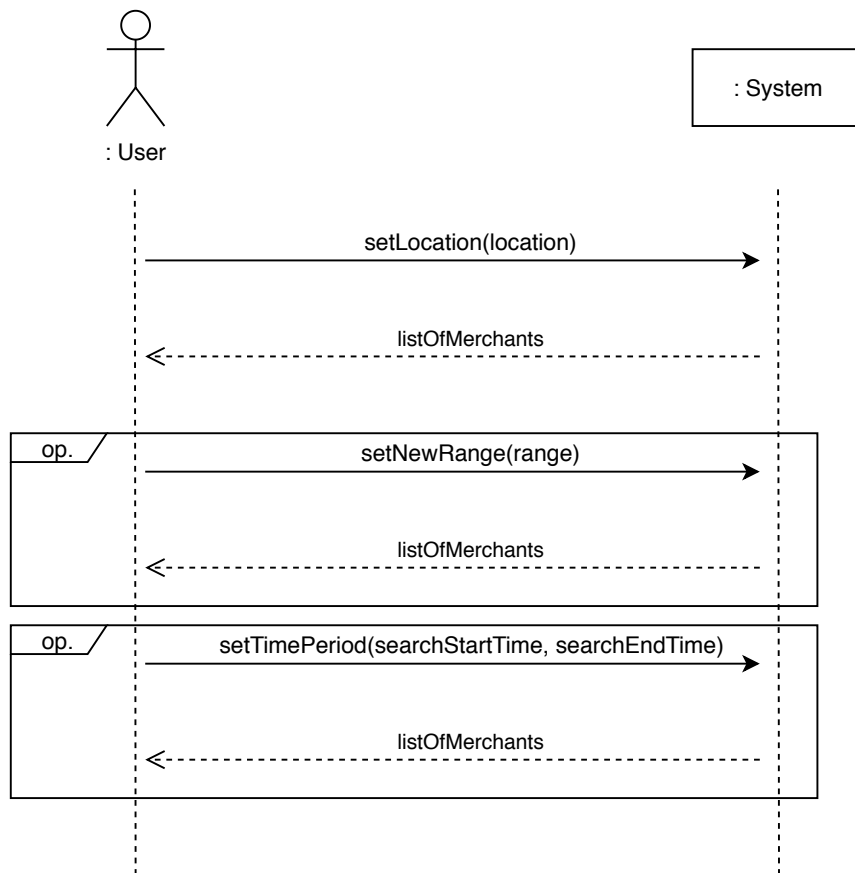 : User
: System
setLocation(location)
listOfMerchants
op.
setNewRange(range)
listOfMerchants
op.
setTimePeriod(searchStartTime, searchEndTime)
listOfMerchants